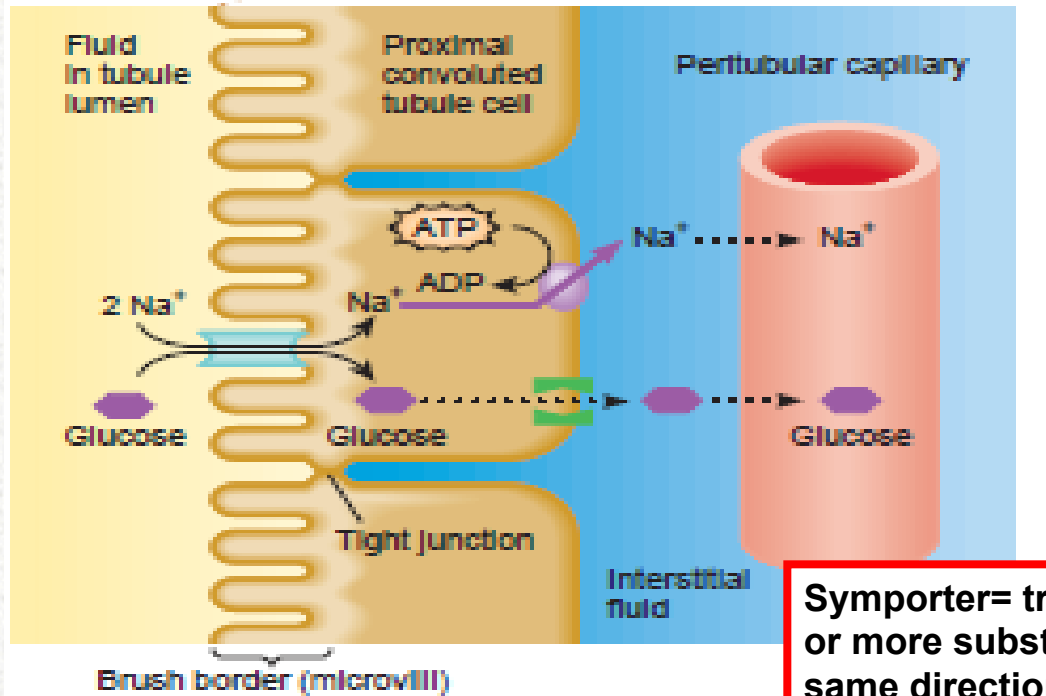 Fluid
in tubule
lumen
Proximal
convoluted
tubule cell
Peritubular capillary
ATP
ADP
Na⁺
Na⁺
2 Na⁺
Na⁺
Glucose
Glucose
Glucose
Tight junction
Interstitial
fluid
Brush border (microvilli)
Symporter= tr
or more subst
same direction